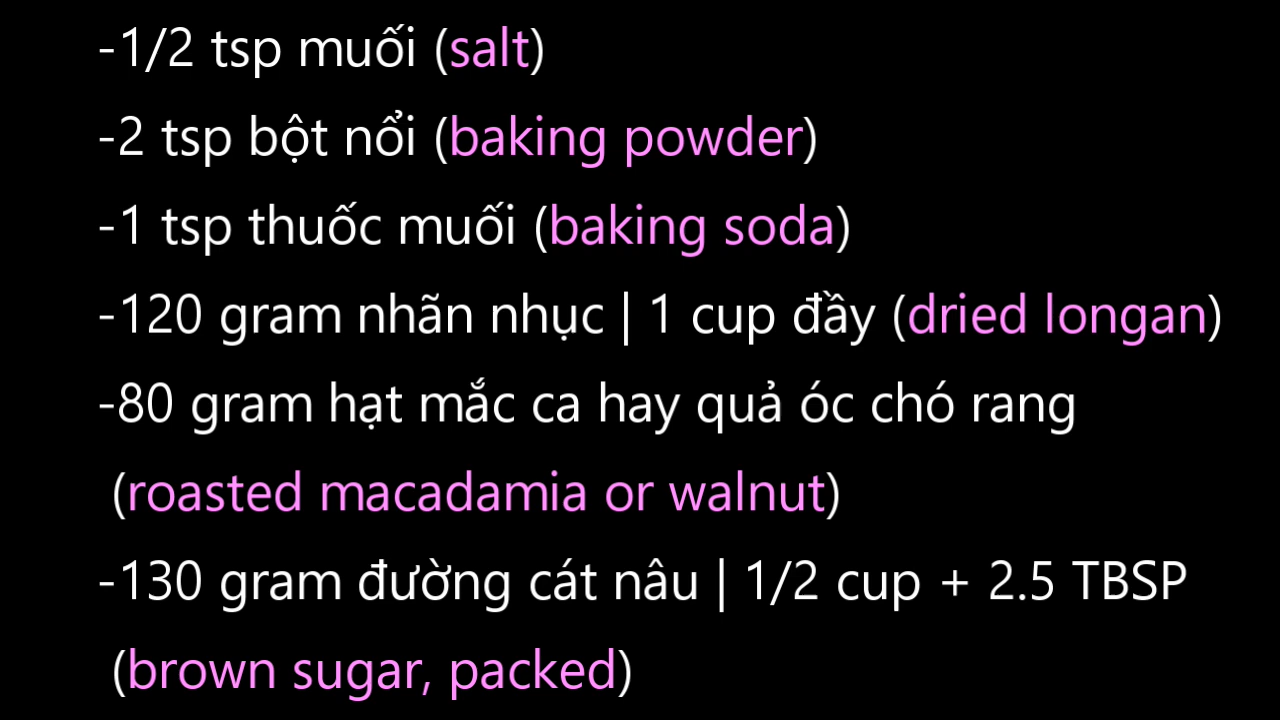 -1/2 tsp muối (salt)
-2 tsp bột nổi (baking powder)
-1 tsp thuốc muối (baking soda)
-120 gram nhãn nhục | 1 cup đầy (dried longan)
-80 gram hạt mắc ca hay quả óc chó rang
(roasted macadamia or walnut)
-130 gram đường cát nâu | 1/2 cup + 2.5 TBSP
(brown sugar, packed)